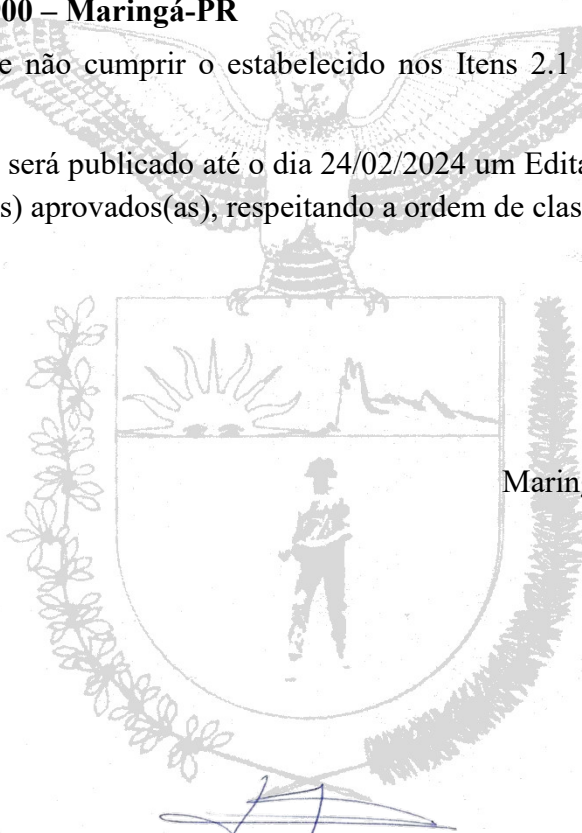 00 – Maringá-PR
e não cumprir o estabelecido nos Itens 2.1
será publicado até o dia 24/02/2024 um Edita
s) aprovados(as), respeitando a ordem de clas
Maring